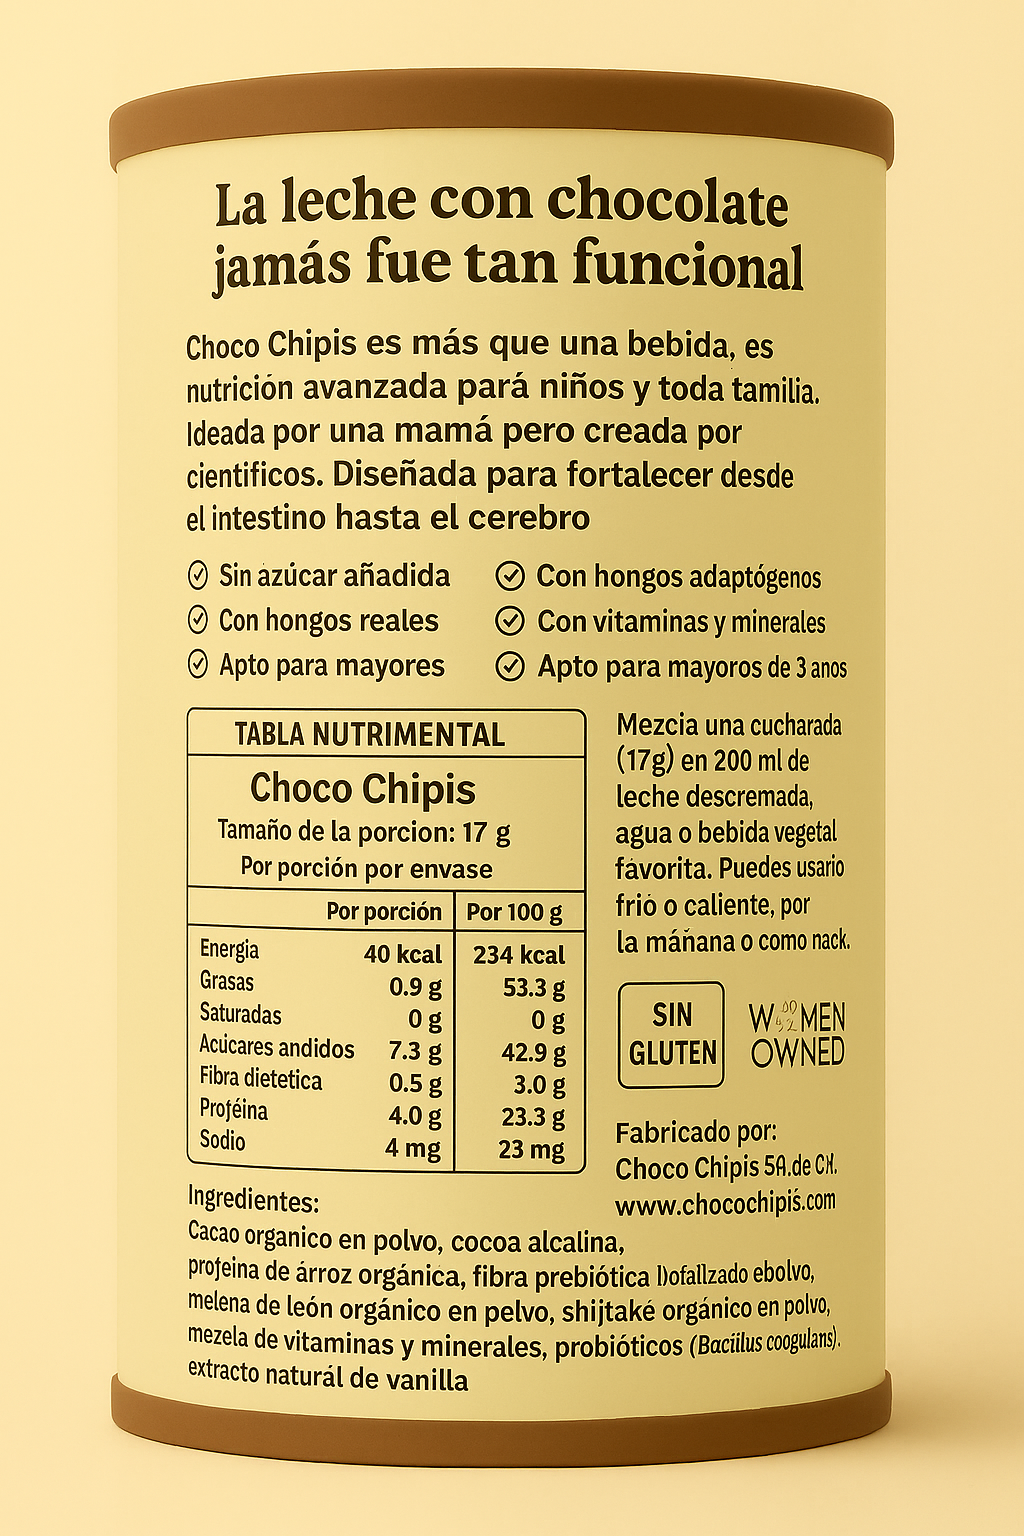 La leche con chocolate
jamás fue tan funcional
Choco Chipis es más que una bebida, es
nutrición avanzada pará niños y toda tamilia.
Ideada por una mamá pero creada por
cientificos. Diseñada para fortalecer desde
el intestino hasta el cerebro
Sin azúcar añadida
Con hongos adaptógenos
Con hongos reales
Con vitaminas y minerales
Apto para mayores
Apto para mayoros de 3 anos
TABLA NUTRIMENTAL
Choco Chipis
Tamaño de la porcion: 17 g
Por porción por envase
Por porción Por 100 g
Energia 40 kcal 234 kcal
Grasas 0.9 g 53.3 g
Saturadas 0 g 0 g
Acúcares andidos 7.3 g 42.9 g
Fibra dietetica 0.5 g 3.0 g
Proféina 4.0 g 23.3 g
Sodio 4 mg 23 mg
Mezcia una cucharada
(17g) en 200 ml de
leche descremada,
agua o bebida vegetal
favorita. Puedes usario
frio o caliente, por
la máñana o como nack.
SIN
GLUTEN
OWNED
Fabricado por:
Choco Chipis
www.chocochipiś.com
Ingredientes:
Cacao organico en polvo, cocoa alcalina,
profeina de árroz orgánica, fibra prebiótica
melena de león orgánico en pelvo, shijtaké orgánico en polvo,
mezela de vitaminas y minerales, probióticos
extracto naturál de vanilla